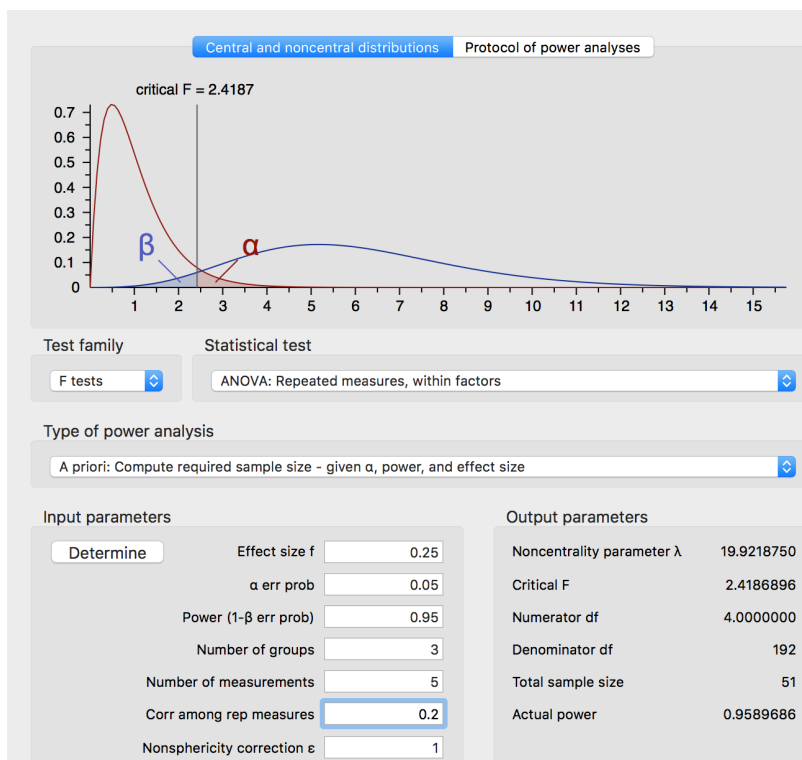 Central and noncentral distributions Protocol of power analyses
critical F = 2.4187
0.7
0.6
0.5
0.4
0.3
0.2
0.1
0
β α
1 2 3 4 5 6 7 8 9 10 11 12 13 14 15
Test family Statistical test
F tests ANOVA: Repeated measures, within factors
Type of power analysis
A priori: Compute required sample size - given α, power, and effect size
Input parameters Output parameters
Determine Effect size f 0.25 Noncentrality parameter λ 19.9218750
α err prob 0.05 Critical F 2.4186896
Power (1-β err prob) 0.95 Numerator df 4.0000000
Number of groups 3 Denominator df 192
Number of measurements 5 Total sample size 51
Corr among rep measures 0.2 Actual power 0.9589686
Nonsphericity correction ε 1